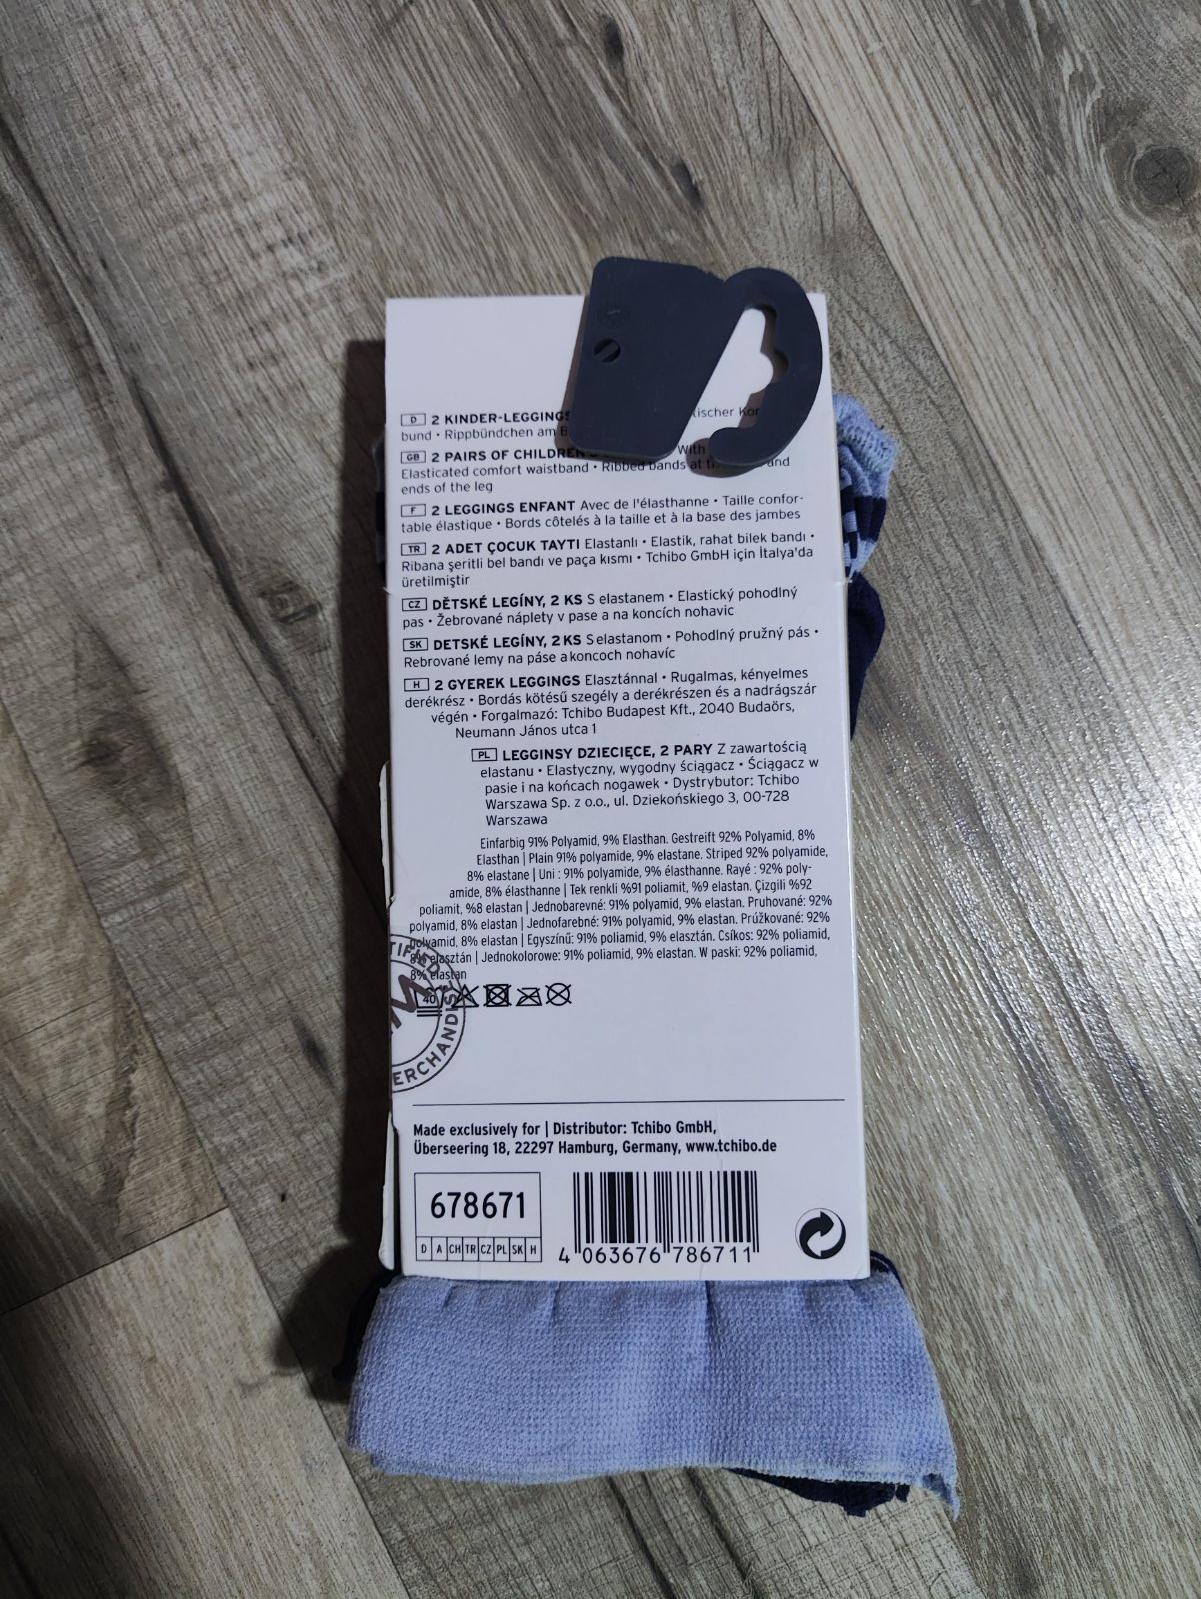 D 2 KINDER-LEGGINGS
bund • Rippbündchen am
GB 2 PAIRS OF CHILDREN With
Elasticated comfort waistband • Ribbed bands at and
ends of the leg
F 2 LEGGINGS ENFANT Avec de l'élasthanne • Taille confor-
table élastique • Bords côtelés à la taille et à la base des jambes
TR 2 ADET ÇOCUK TAYTI Elastanlı • Elastik, rahat bilek bandı •
Ribana şeritli bel bandı ve paça kısmı • Tchibo GmbH için İtalya'da
üretilmiştir
CZ DĚTSKÉ LEGÍNY, 2 KS S elastanem • Elastický pohodlný
pas • Žebrované náplety v pase a na koncích nohavic
SK DETSKÉ LEGÍNY, 2 KS S elastanom • Pohodlný pružný pás •
Rebrované lemy na páse a koncoch nohavíc
H 2 GYEREK LEGGINGS Elasztánnal • Rugalmas, kényelmes
derékrész • Bordás kötésű szegély a derékrészen és a nadrágszár
végén • Forgalmazó: Tchibo Budapest Kft., 2040 Budaörs,
Neumann János utca 1
PL LEGGINSY DZIECIĘCE, 2 PARY Z zawartością
elastanu • Elastyczny, wygodny ściągacz • Ściągacz w
pasie i na końcach nogawek • Dystrybutor: Tchibo
Warszawa Sp. z o.o., ul. Dziekońskiego 3, 00-728
Warszawa
Einfarbig 91% Polyamid, 9% Elasthan. Gestreift 92% Polyamid, 8%
Elasthan | Plain 91% polyamide, 9% elastane. Striped 92% polyamide,
8% elastane | Uni : 91% polyamide, 9% élasthanne. Rayé : 92% poly-
amide, 8% élasthanne | Tek renkli %91 poliamit, %9 elastan. Çizgili %92
poliamit, %8 elastan | Jednobarevné: 91% polyamid, 9% elastan. Pruhované: 92%
polyamid, 8% elastan | Jednofarebné: 91% polyamid, 9% elastan. Prúžkované: 92%
polyamid, 8% elastan | Egyszínű: 91% poliamid, 9% elasztán. Csíkos: 92% poliamid,
8% elasztán | Jednokolorowe: 91% poliamid, 9% elastan. W paski: 92% poliamid,
8% elastan
40
Made exclusively for | Distributor: Tchibo GmbH,
Überseering 18, 22297 Hamburg, Germany, www.tchibo.de
678671
D A CH TR CZ PL SK H
4 063676 786711